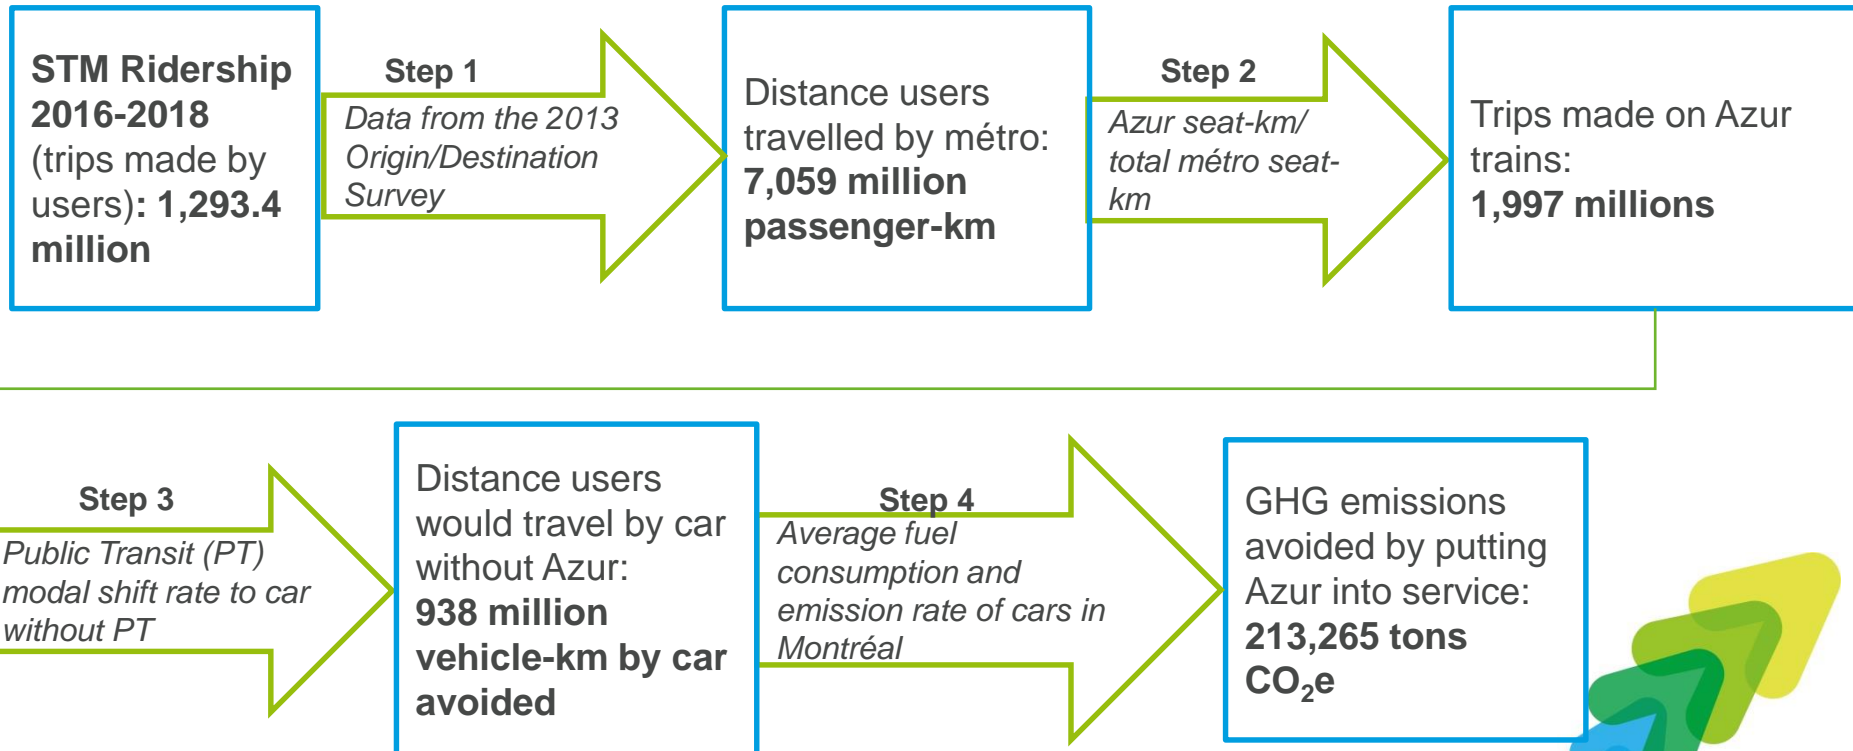 STM Ridership
2016-2018
(trips made by
users): 1,293.4
million
Step 1
Data from the 2013
Origin/Destination
Survey
Distance users
travelled by métro:
7,059 million
passenger-km
Step 2
Azur seat-km/
total métro seat-
km
Trips made on Azur
trains:
1,997 millions
Step 3
Public Transit (PT)
modal shift rate to car
without PT
Distance users
would travel by car
without Azur:
938 million
vehicle-km by car
avoided
Step 4
Average fuel
consumption and
emission rate of cars in
Montréal
GHG emissions
avoided by putting
Azur into service:
213,265 tons
CO₂e